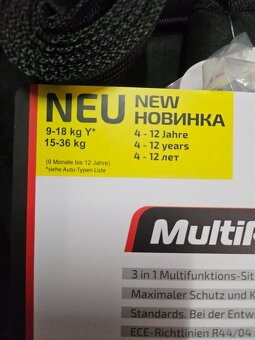 NEU NEW
НОВИНКА
9-18 kg Y* 4 - 12 Jahre
15-36 kg 4 - 12 years
4 - 12 лет
(9 Monate bis 12 Jahre)
*siehe Auto-Typen Liste
Multi
3 in 1 Multifunktions-Sit
Maximaler Schutz und K
Standards. Bei der Entw
ECE-Richtlinien R44/04